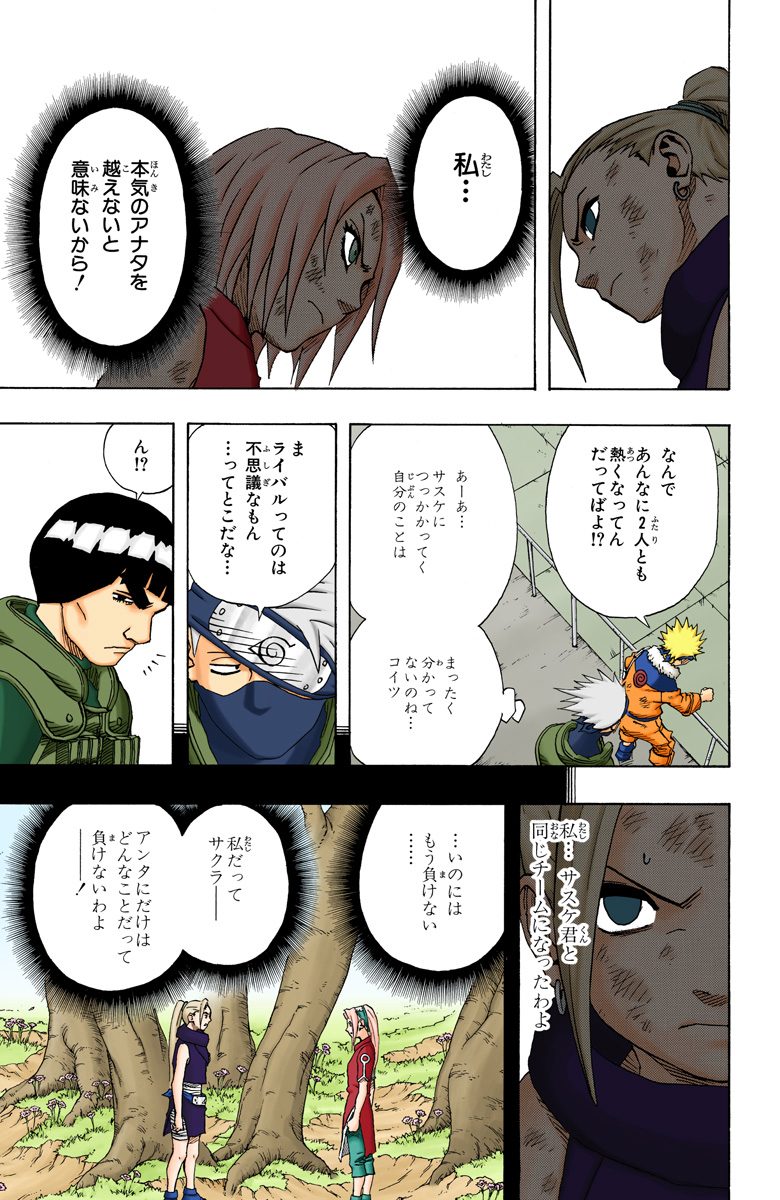 私…
本気のアナタを
越えないと
意味ないから！
なんで
あんなに2人とも
熱くなってん
だってばよ!?
あーあ…
サスケに
つっかかってく
自分のことは
まったく
分かって
ないのね…
コイツ
ま
ライバルってのは
不思議なもん
…ってとこだな…
ん!?
私…サスケ君と
同じチームになったわよ
…いのには
もう負けない
……
私だって
サクラ――
アンタにだけは
どんなことだって
負けないわよ
――！